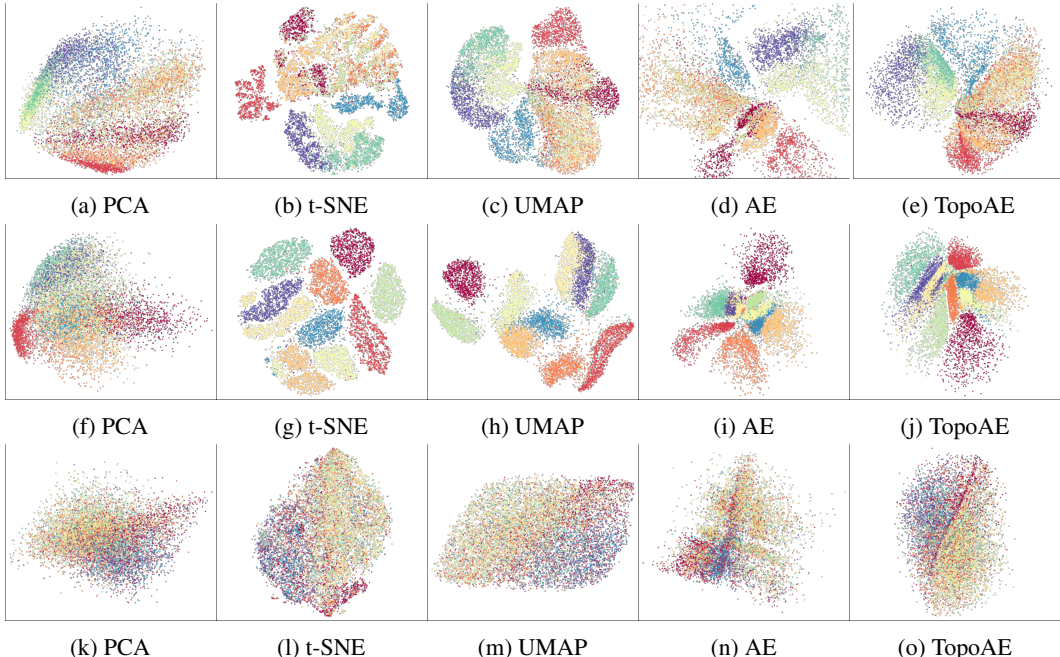 (a) PCA (b) t-SNE (c) UMAP (d) AE (e) TopoAE
(f) PCA (g) t-SNE (h) UMAP (i) AE (j) TopoAE
(k) PCA (l) t-SNE (m) UMAP (n) AE (o) TopoAE